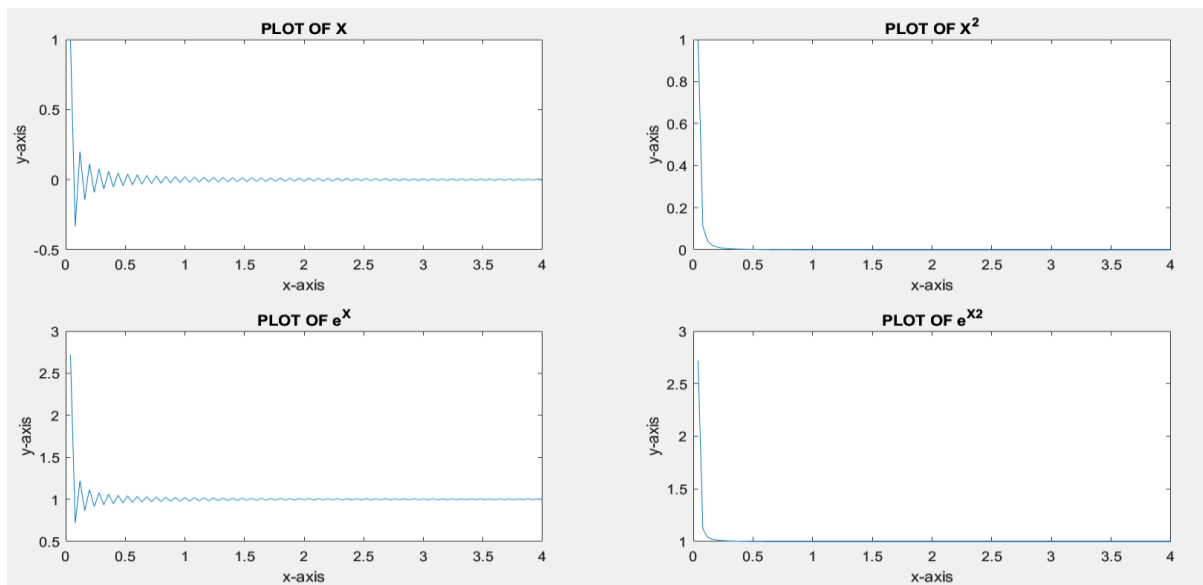 PLOT OF X
1
0.5
0
-0.5
y-axis
0 0.5 1 1.5 2 2.5 3 3.5 4
x-axis
PLOT OF X²
1
0.8
0.6
0.4
0.2
0
y-axis
0 0.5 1 1.5 2 2.5 3 3.5 4
x-axis
PLOT OF eˣ
3
2.5
2
1.5
1
0.5
y-axis
0 0.5 1 1.5 2 2.5 3 3.5 4
x-axis
PLOT OF eˣ²
3
2.5
2
1.5
1
y-axis
0 0.5 1 1.5 2 2.5 3 3.5 4
x-axis